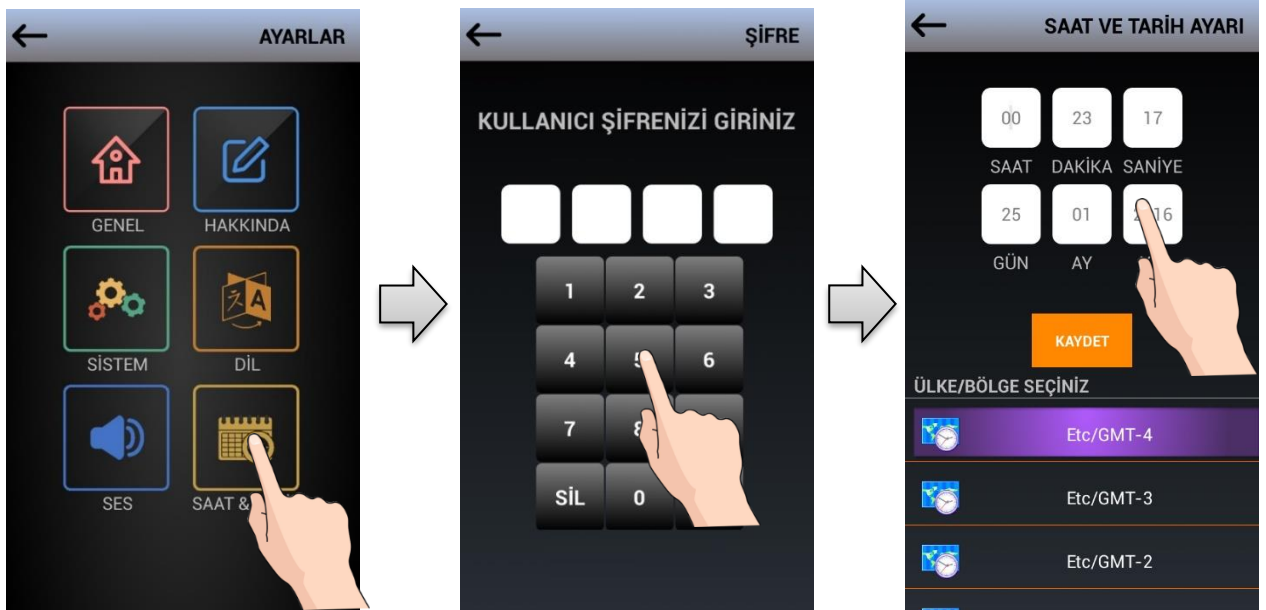 AYARLAR
GENEL
HAKKINDA
SİSTEM
DİL
SES
SAAT &
ŞİFRE
KULLANICI ŞİFRENİZİ GİRİNİZ
1 2 3
4 5 6
7 8
SİL 0
SAAT VE TARİH AYARI
00 23 17
SAAT DAKİKA SANİYE
25 01
GÜN AY
KAYDET
ÜLKE/BÖLGE SEÇİNİZ
Etc/GMT-4
Etc/GMT-3
Etc/GMT-2